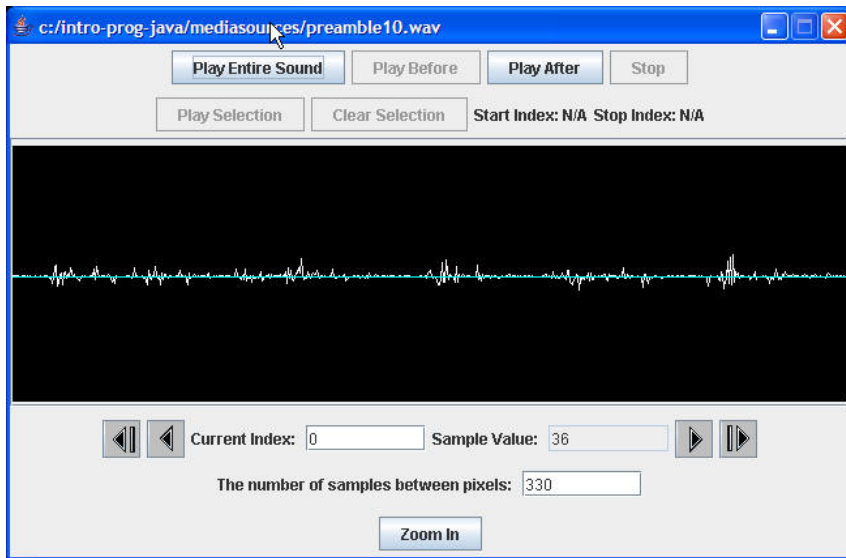 c:/intro-prog-java/mediasources/preamble10.wav
Play Entire Sound Play Before Play After Stop
Play Selection Clear Selection Start Index: N/A Stop Index: N/A
Current Index: 0 Sample Value: 36
The number of samples between pixels: 330
Zoom In